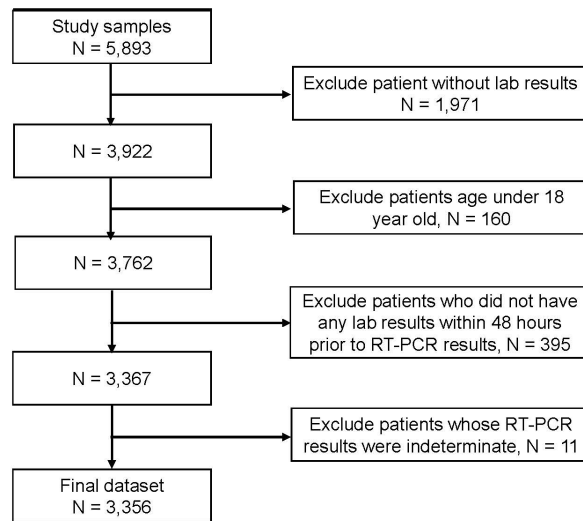 Study samples
N = 5,893
Exclude patient without lab results
N = 1,971
N = 3,922
Exclude patients age under 18
year old, N = 160
N = 3,762
Exclude patients who did not have
any lab results within 48 hours
prior to RT-PCR results, N = 395
N = 3,367
Exclude patients whose RT-PCR
results were indeterminate, N = 11
Final dataset
N = 3,356